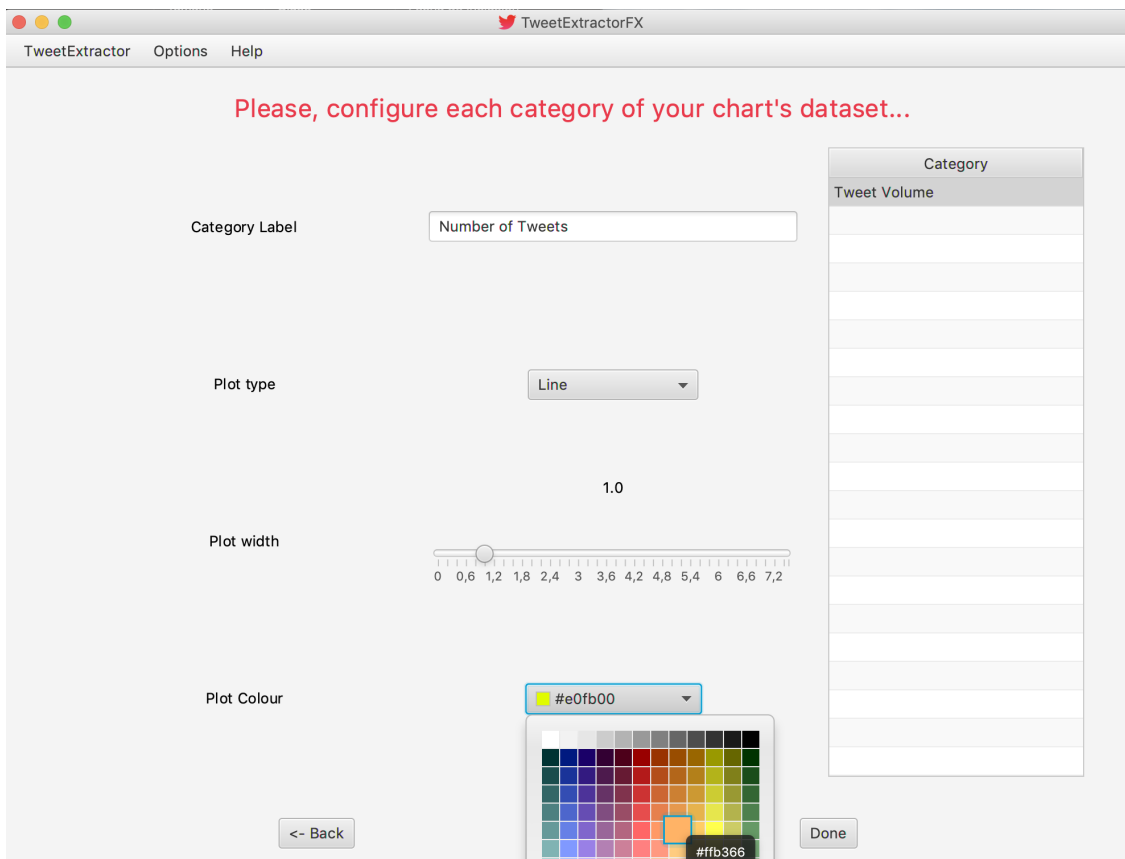 TweetExtractorFX
TweetExtractor Options Help
Please, configure each category of your chart's dataset...
Category
Tweet Volume
Category Label Number of Tweets
Plot type Line
1.0
Plot width
0 0,6 1,2 1,8 2,4 3 3,6 4,2 4,8 5,4 6 6,6 7,2
Plot Colour #e0fb00
<- Back Done
#ffb366